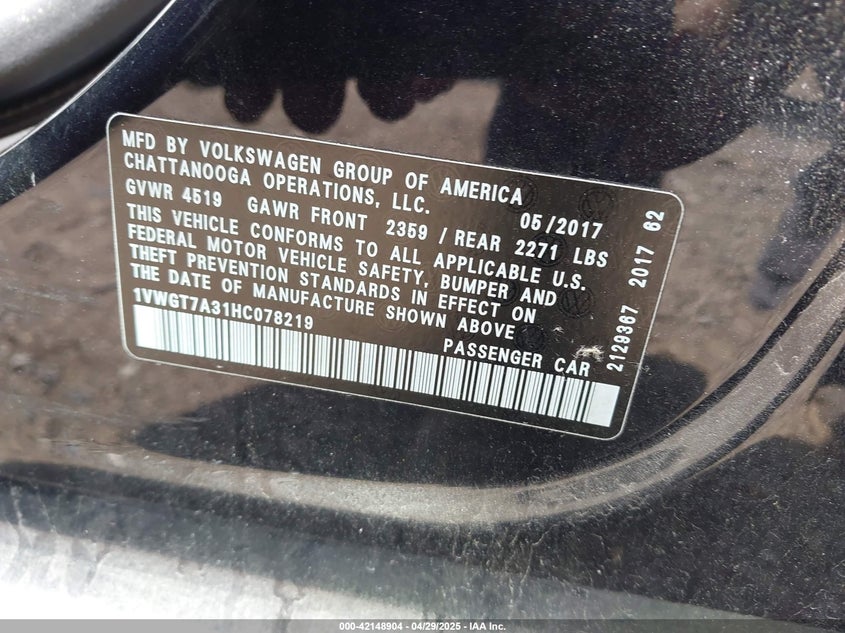 MFD BY VOLKSWAGEN GROUP OF AMERICA
CHATTANOOGA OPERATIONS, LLC.
05/2017
GVWR 4519 GAWR FRONT 2359 / REAR 2271 LBS
THIS VEHICLE CONFORMS TO ALL APPLICABLE U.S.
FEDERAL MOTOR VEHICLE SAFETY, BUMPER AND
THEFT PREVENTION STANDARDS IN EFFECT ON
THE DATE OF MANUFACTURE SHOWN ABOVE
1VWGT7A31HC078219
PASSENGER CAR
2129367 2017 62
000-42148904 - 04/29/2025 - IAA Inc.